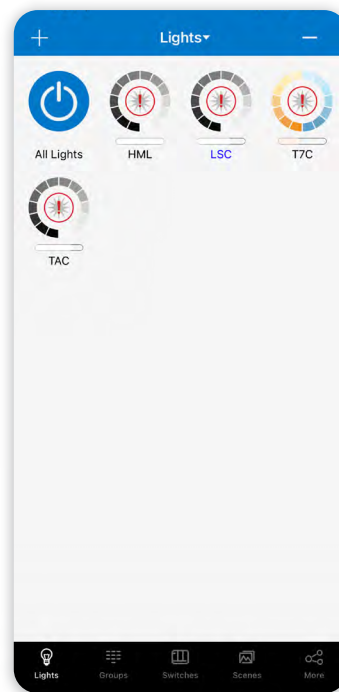 Lights
All Lights
HML
LSC
T7C
TAC
Lights
Groups
Switches
Scenes
More